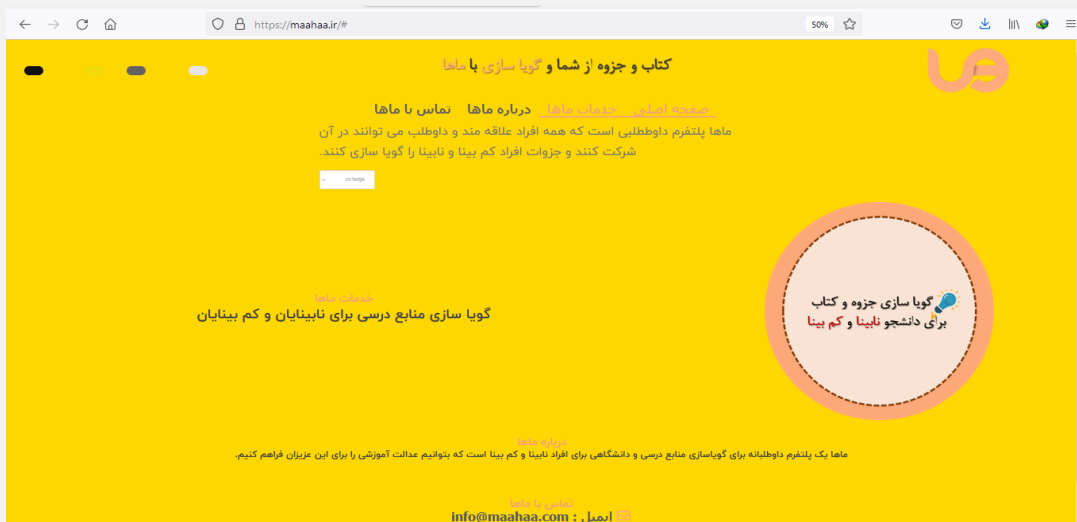 https://maahaa.ir/#
50%
کتاب و جزوه از شما و گویا سازی با ماها
صفحه اصلی خدمات ماها درباره ماها تماس با ماها
ماها پلتفرم داوططلبی است که همه افراد علاقه مند و داوطلب می توانند در آن
شرکت کنند و جزوات افراد کم بینا و نابینا را گویا سازی کنند.
گویا سازی جزوه و کتاب
برای دانشجو نابینا و کم بینا
خدمات ماها
گویا سازی منابع درسی برای نابینایان و کم بینایان
درباره ماها
ماها یک پلتفرم داوطلبانه برای گویاسازی منابع درسی و دانشگاهی برای افراد نابینا و کم بینا است که بتوانیم عدالت آموزشی را برای این عزیزان فراهم کنیم.
تماس با ماها
ایمیل : info@maahaa.com